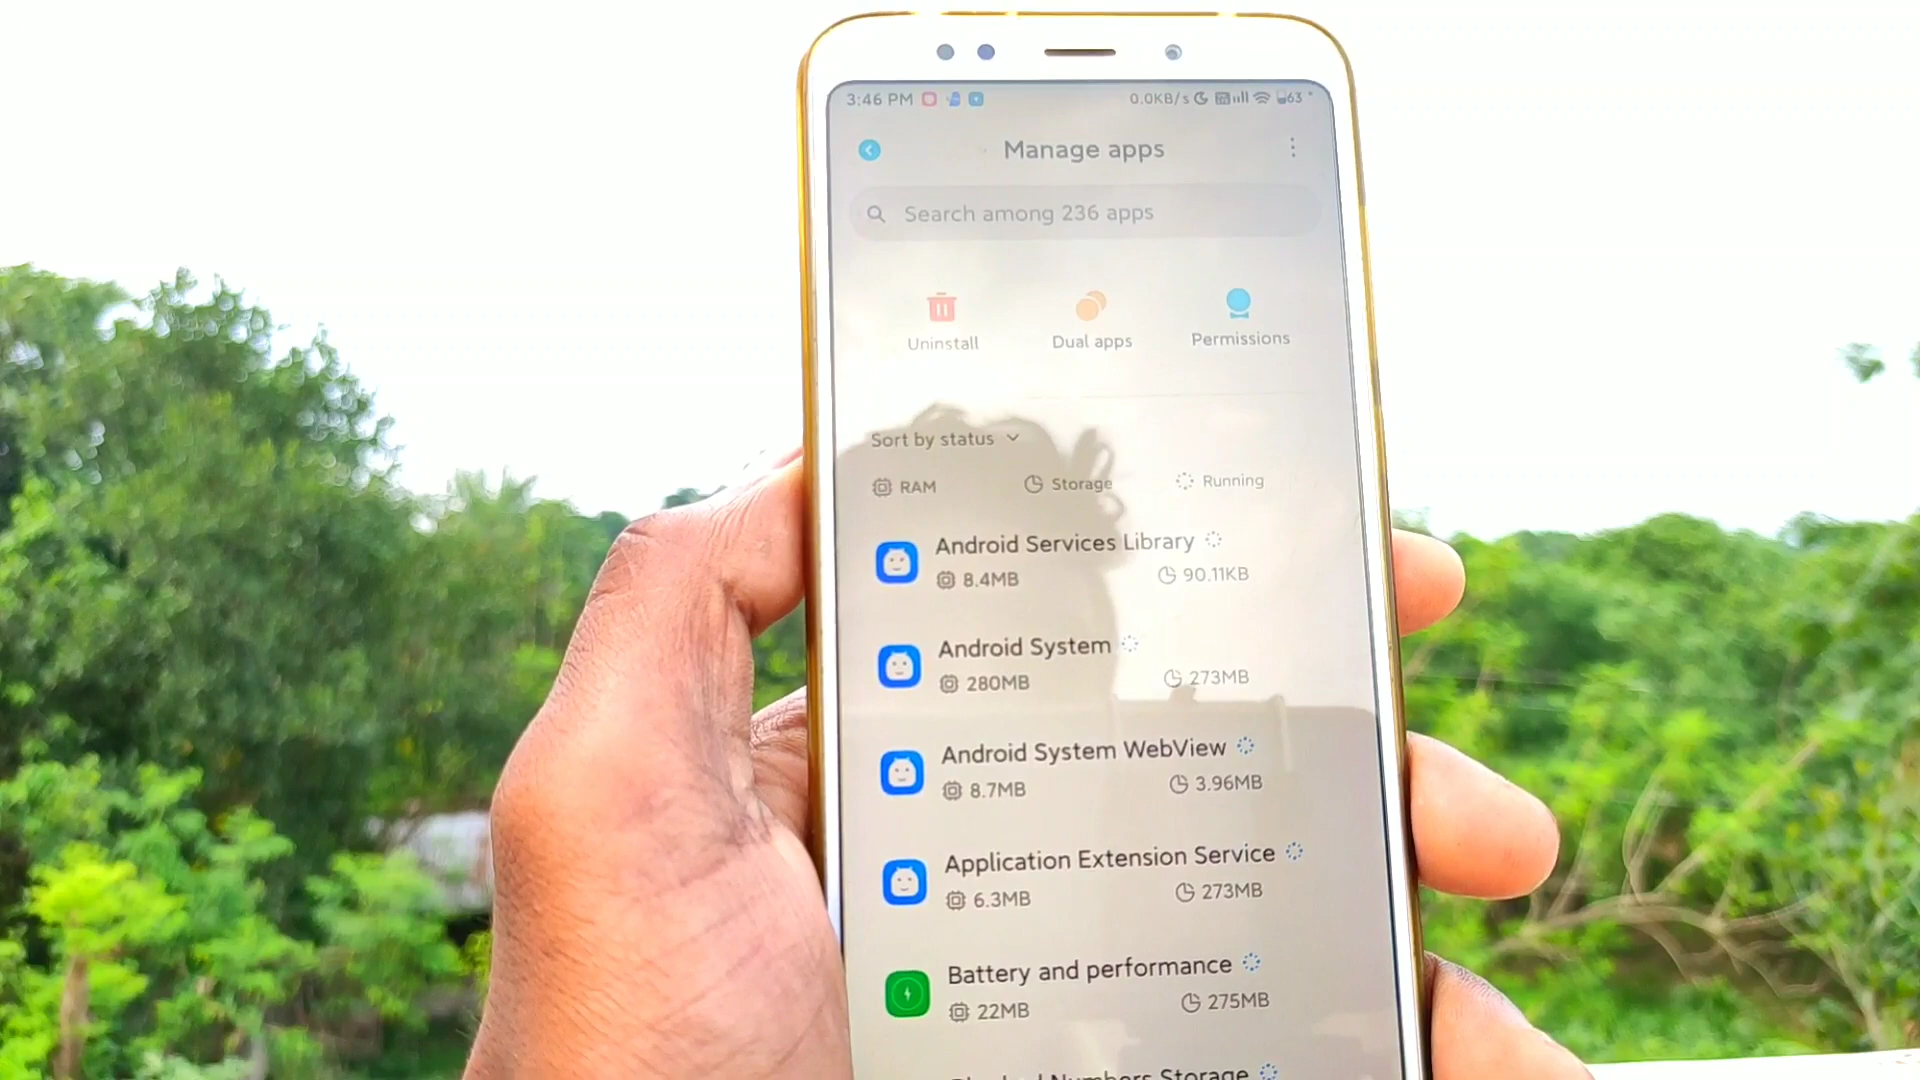 3:46 PM 0.0KB/s 63
Manage apps
Search among 236 apps
Uninstall Dual apps Permissions
Sort by status
RAM Storage Running
Android Services Library
8.4MB 90.11KB
Android System
280MB 273MB
Android System WebView
8.7MB 3.96MB
Application Extension Service
6.3MB 273MB
Battery and performance
22MB 275MB
Numbers Storage